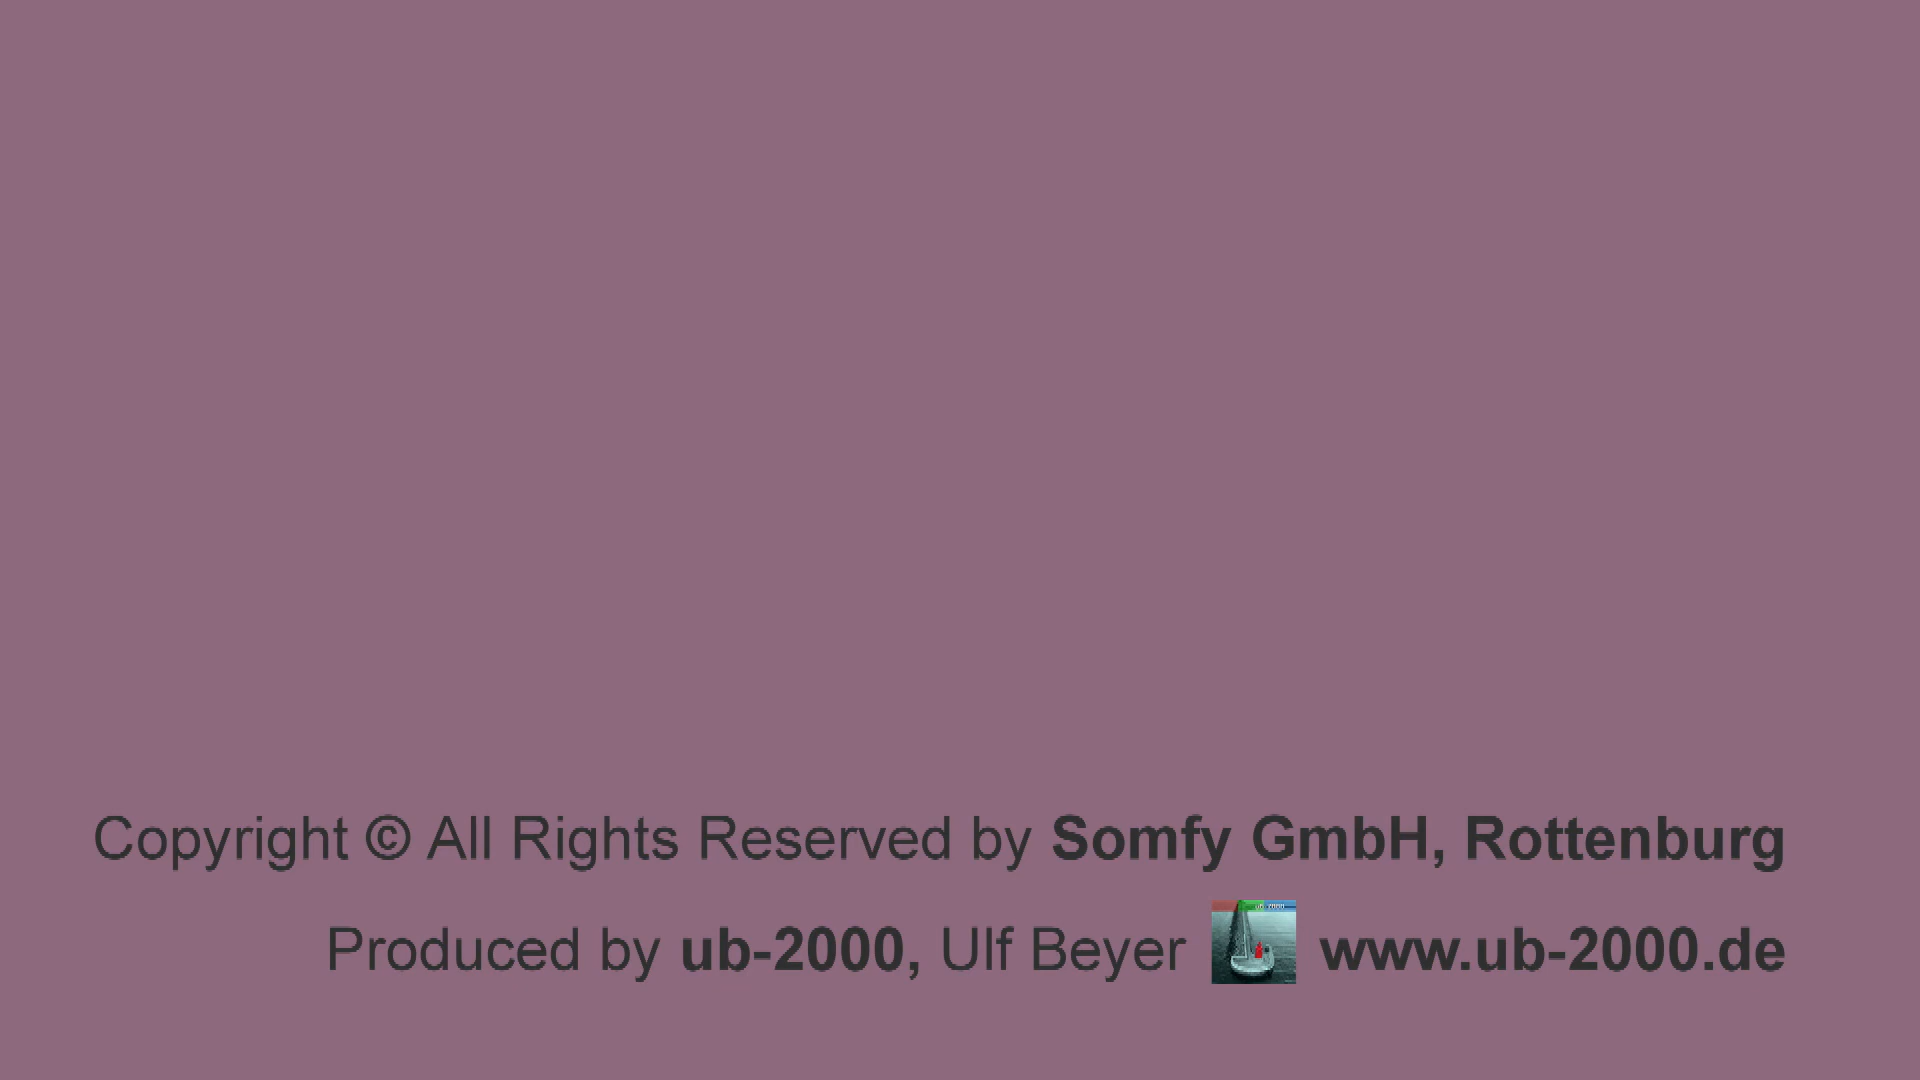 Copyright © All Rights Reserved by Somfy GmbH, Rottenburg
Produced by ub-2000, Ulf Beyer www.ub-2000.de